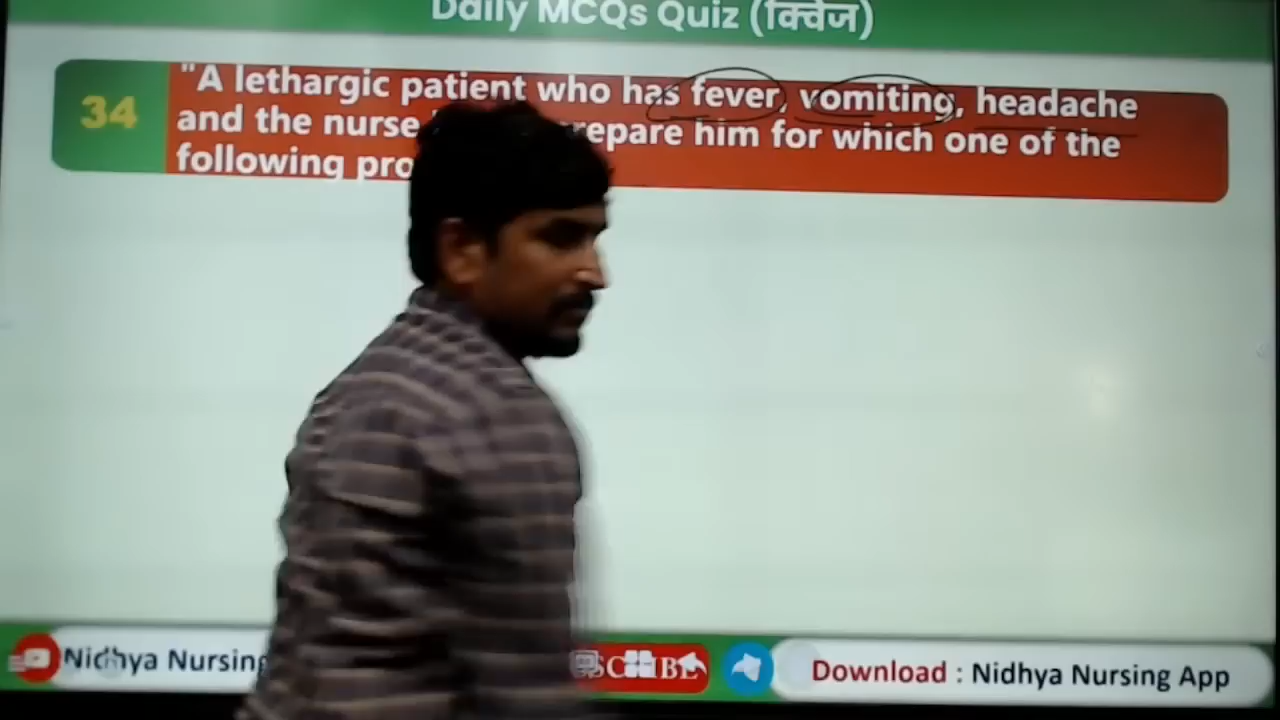 Daily MCQs Quiz (क्विज)
34
"A lethargic patient who has fever, vomiting, headache
and the nurse repare him for which one of the
following pro
Nidhya Nursing
Download : Nidhya Nursing App